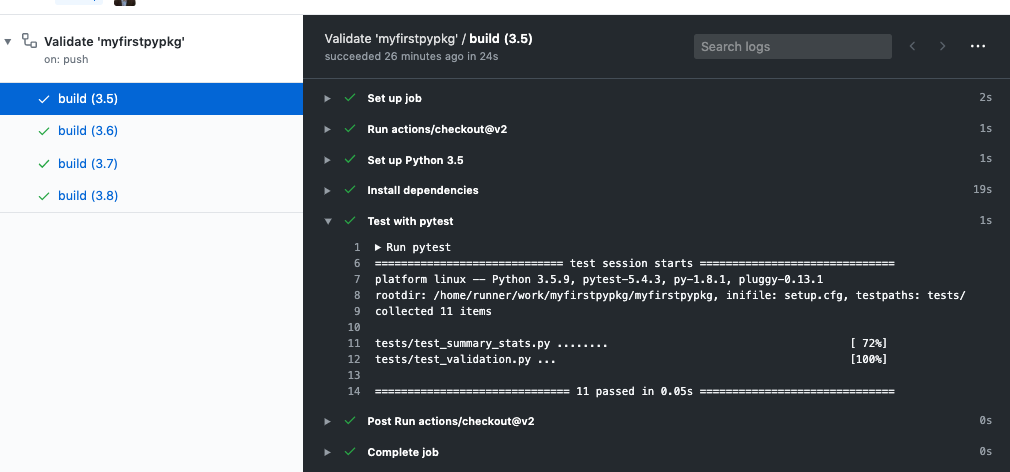 Validate 'myfirstpypkg'
on: push
build (3.5)
build (3.6)
build (3.7)
build (3.8)
Validate 'myfirstpypkg' / build (3.5)
succeeded 26 minutes ago in 24s
Search logs
Set up job 2s
Run actions/checkout@v2 1s
Set up Python 3.5 1s
Install dependencies 19s
Test with pytest 1s
1 Run pytest
6 ============================= test session starts ==============================
7 platform linux -- Python 3.5.9, pytest-5.4.3, py-1.8.1, pluggy-0.13.1
8 rootdir: /home/runner/work/myfirstpypkg/myfirstpypkg, inifile: setup.cfg, testpaths: tests/
9 collected 11 items
10
11 tests/test_summary_stats.py ........ [ 72%]
12 tests/test_validation.py ... [100%]
13
14 ============================== 11 passed in 0.05s ==============================
Post Run actions/checkout@v2 0s
Complete job 0s